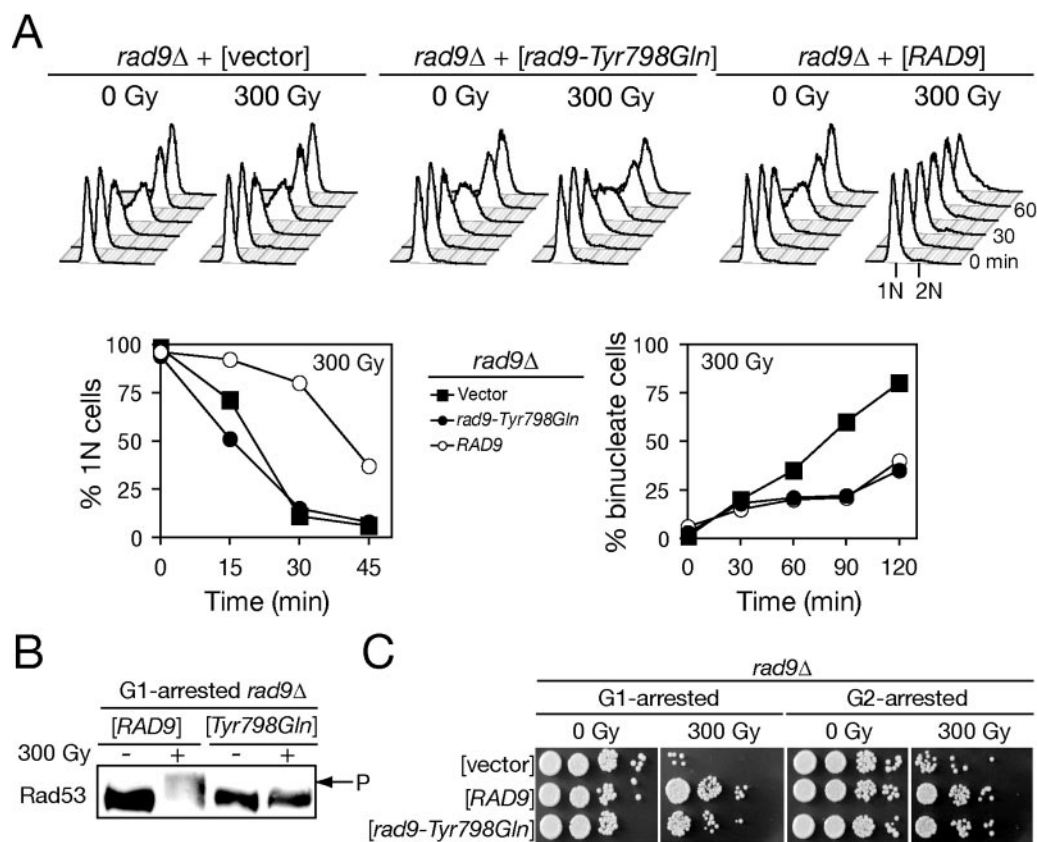 A
rad9Δ + [vector] rad9Δ + [rad9-Tyr798Gln] rad9Δ + [RAD9]
0 Gy 300 Gy 0 Gy 300 Gy 0 Gy 300 Gy
60
30
0 min
1N 2N
100 300 Gy
75
50
25
0
% 1N cells
0 15 30 45
Time (min)
rad9Δ
Vector
rad9-Tyr798Gln
RAD9
100 300 Gy
75
50
25
0
% binucleate cells
0 30 60 90 120
Time (min)
B
G1-arrested rad9Δ
[RAD9] [Tyr798Gln]
300 Gy - + - +
Rad53 P
C
rad9Δ
G1-arrested G2-arrested
0 Gy 300 Gy 0 Gy 300 Gy
[vector]
[RAD9]
[rad9-Tyr798Gln]